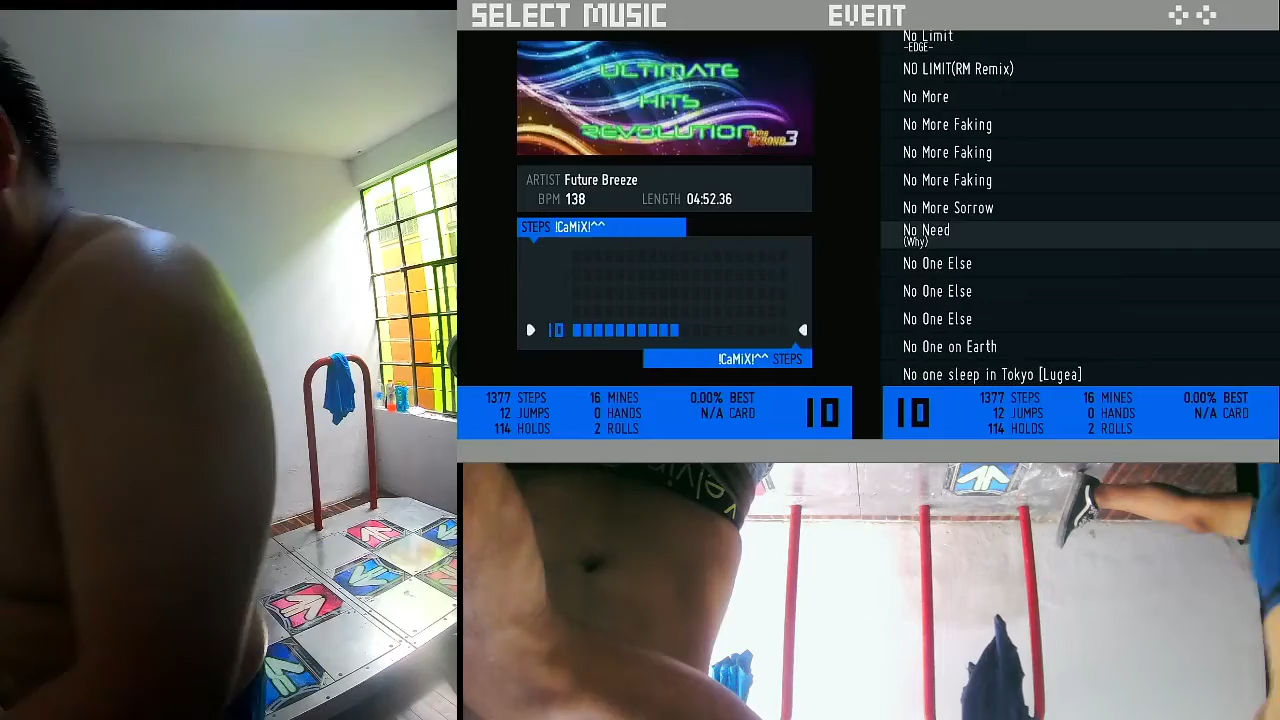 SELECT MUSIC
EVENT
ULTIMATE
HITS
REVOLUTION
3
ARTIST Future Breeze
BPM 138 LENGTH 04:52.36
STEPS !CaMiX!^^
10
!CaMiX!^^ STEPS
No Limit
-EDGE-
NO LIMIT(RM Remix)
No More
No More Faking
No More Faking
No More Faking
No More Sorrow
No Need
(Why)
No One Else
No One Else
No One Else
No One on Earth
No one sleep in Tokyo [Lugea]
1377 STEPS 16 MINES 0.00% BEST
12 JUMPS 0 HANDS N/A CARD
114 HOLDS 2 ROLLS
10
10
1377 STEPS 16 MINES 0.00% BEST
12 JUMPS 0 HANDS N/A CARD
114 HOLDS 2 ROLLS